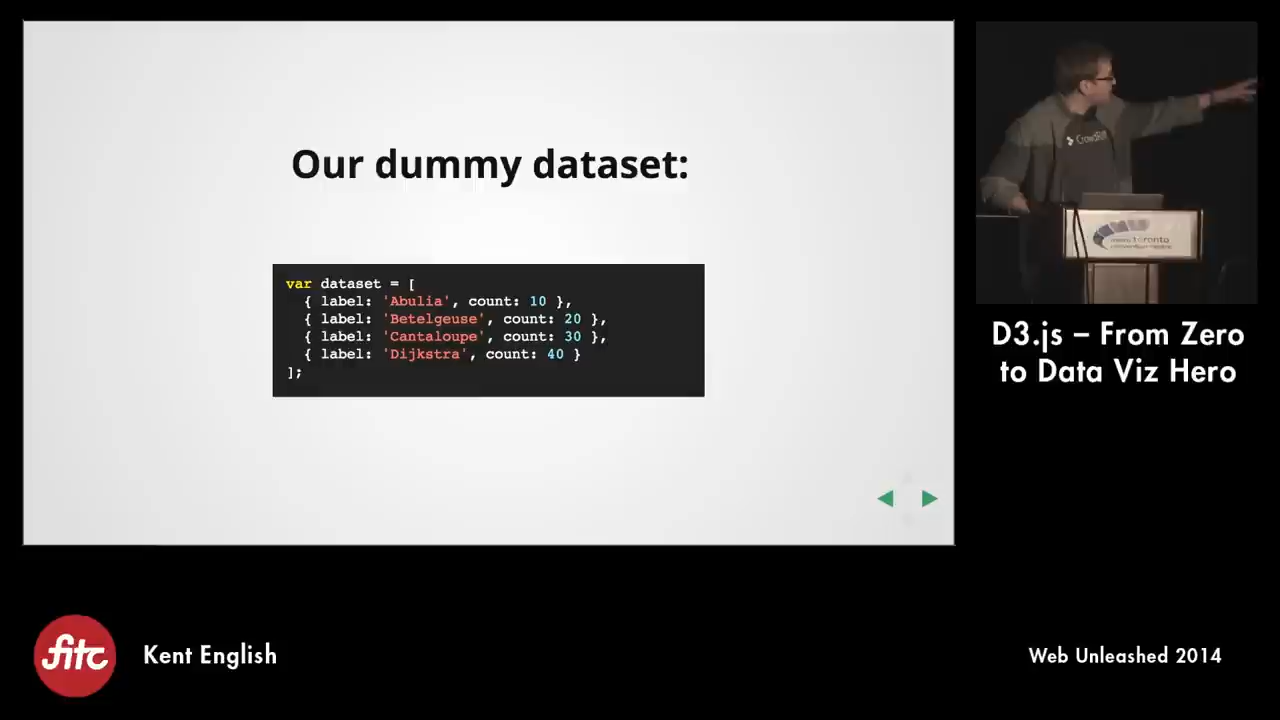 Our dummy dataset:
var dataset = [
  { label: 'Abulia', count: 10 },
  { label: 'Betelgeuse', count: 20 },
  { label: 'Cantaloupe', count: 30 },
  { label: 'Dijkstra', count: 40 }
];
D3.js – From Zero
to Data Viz Hero
fitc
Kent English
Web Unleashed 2014